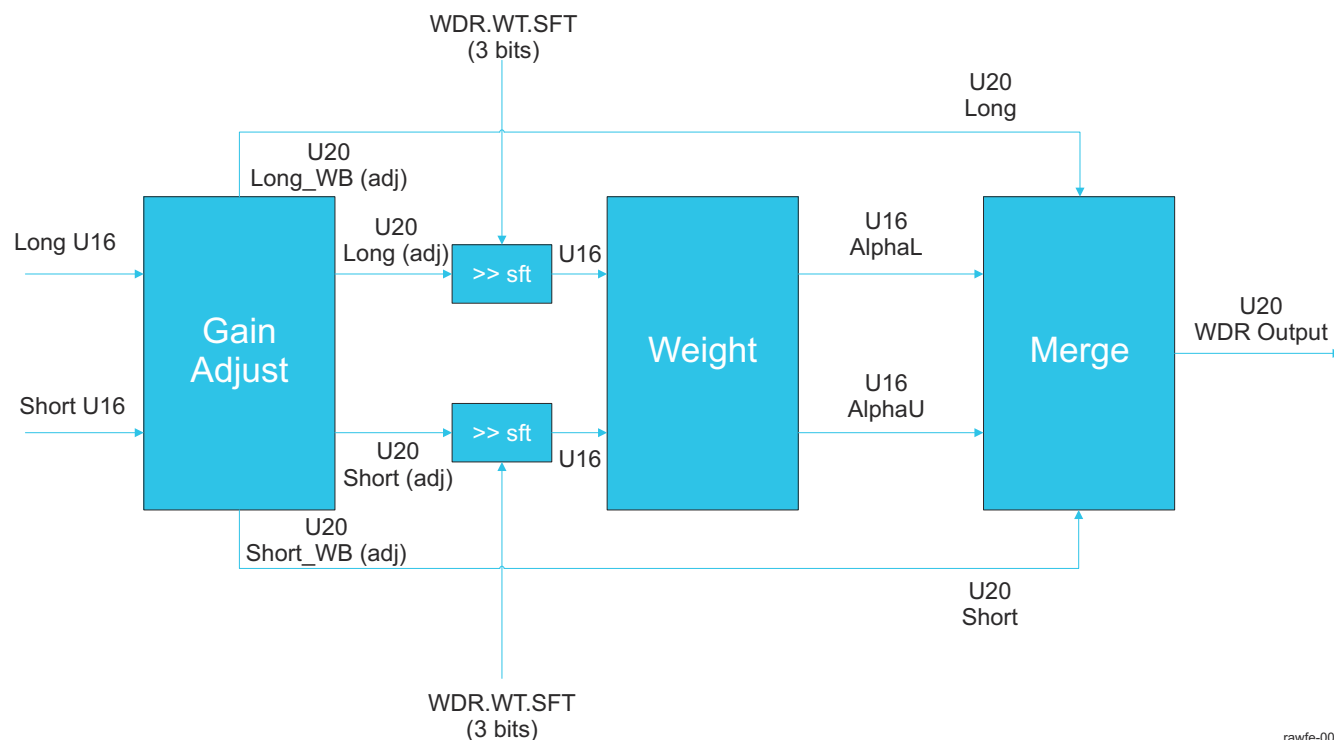 WDR.WT.SFT
(3 bits)
U20
Long
U20
Long_WB (adj)
Long U16
U20
Long (adj)
>> sft
U16
U16
AlphaL
Gain
Adjust
Weight
Merge
U20
WDR Output
Short U16
U20
Short (adj)
>> sft
U16
U16
AlphaU
U20
Short_WB (adj)
U20
Short
WDR.WT.SFT
(3 bits)